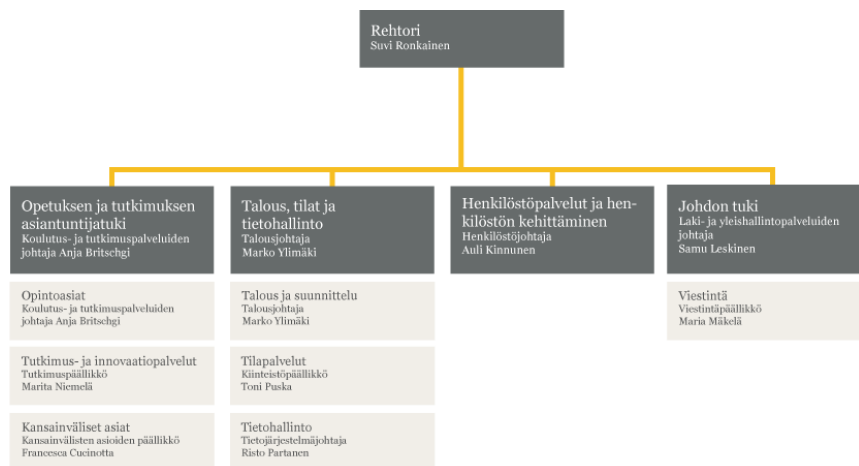 Rehtori
Suvi Ronkainen
Opetuksen ja tutkimuksen
asiantuntijatuki
Koulutus- ja tutkimuspalveluiden
johtaja Anja Britschgi
Opintoasiat
Koulutus- ja tutkimuspalveluiden
johtaja Anja Britschgi
Tutkimus- ja innovaatiopalvelut
Tutkimuspäällikkö
Marita Niemelä
Kansainväliset asiat
Kansainvälisten asioiden päällikkö
Francesca Cucinotta
Talous, tilat ja
tietohallinto
Talousjohtaja
Marko Ylimäki
Talous ja suunnittelu
Talousjohtaja
Marko Ylimäki
Tilapalvelut
Kiinteistöpäällikkö
Toni Puska
Tietohallinto
Tietojärjestelmäjohtaja
Risto Partanen
Henkilöstöpalvelut ja hen-
kilöstön kehittäminen
Henkilöstöjohtaja
Auli Kinnunen
Johdon tuki
Laki- ja yleishallintopalveluiden
johtaja
Samu Leskinen
Viestintä
Viestintäpäällikkö
Maria Mäkelä